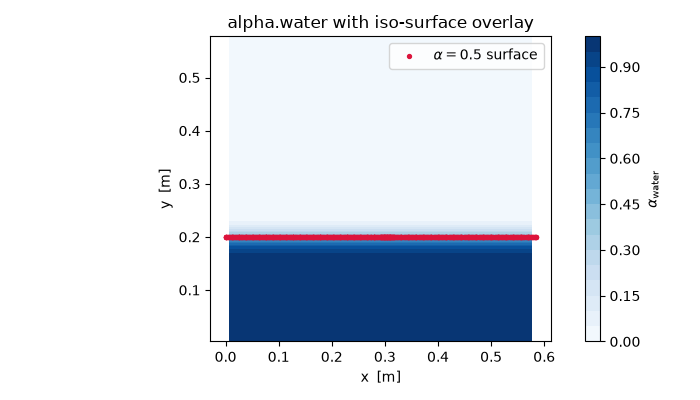 alpha.water with iso-surface overlay
α = 0.5 surface
y [m]
0.5
0.4
0.3
0.2
0.1
0.0 0.1 0.2 0.3 0.4 0.5 0.6
x [m]
0.90
0.75
0.60
0.45
0.30
0.15
0.00
α_water